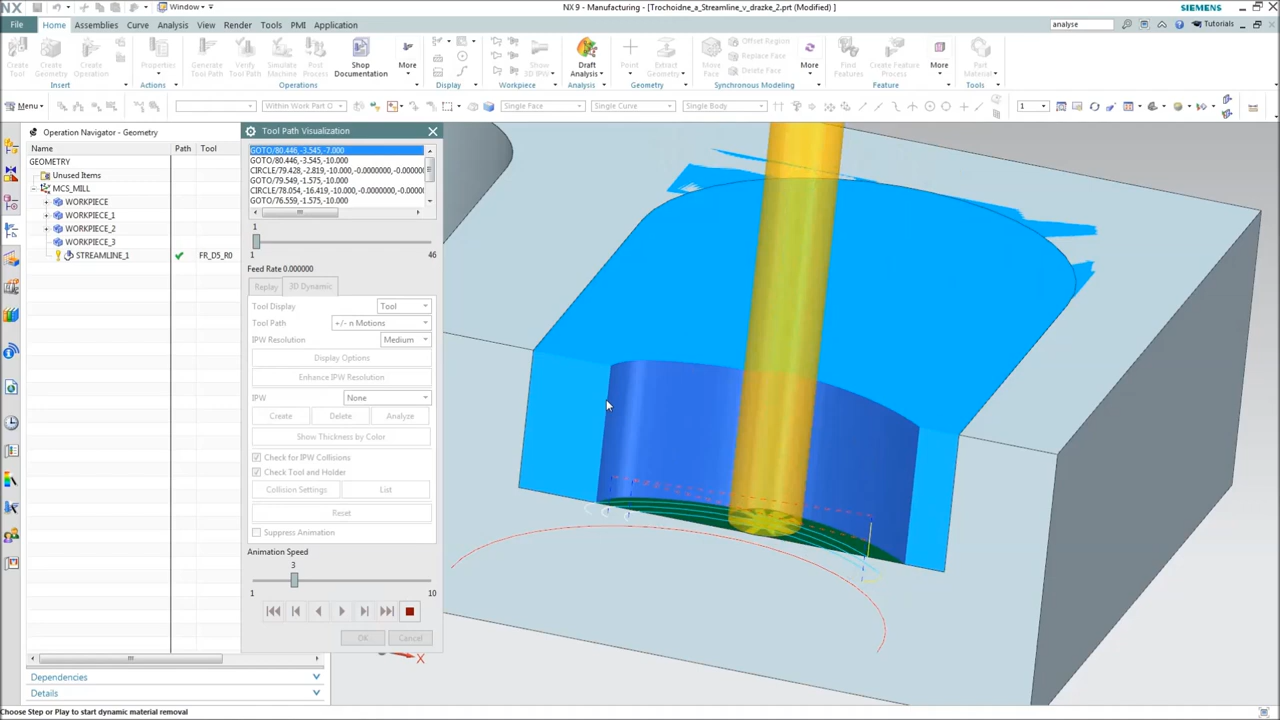 NX
Window
NX 9 - Manufacturing - [Trochoidne_a_Streamline_v_drazke_2.prt (Modified) ]
SIEMENS
File
Home
Assemblies
Curve
Analysis
View
Render
Tools
PMI
Application
analyse
Tutorials
Create Tool
Create Geometry
Create Operation
Properties
Generate Tool Path
Verify Tool Path
Simulate Machine
Post Process
Shop Documentation
More
Show 3D IPW
Draft Analysis
Point
Extract Geometry
Move Face
Offset Region
Replace Face
Delete Face
More
Find Features
Create Feature Process
More
Part Material
Insert
Actions
Operations
Display
Workpiece
Analysis
Geometry
Synchronous Modeling
Feature
Tools
Menu
Within Work Part O
Single Face
Single Curve
Single Body
1
Operation Navigator - Geometry
Name
Path
Tool
GEOMETRY
Unused Items
MCS_MILL
WORKPIECE
WORKPIECE_1
WORKPIECE_2
WORKPIECE_3
STREAMLINE_1
FR_D5_R0
Dependencies
Details
Tool Path Visualization
GOTO/80.446,-3.545,-7.000
GOTO/80.446,-3.545,-10.000
CIRCLE/79.428,-2.819,-10.000,-0.0000000,-0.00000
GOTO/79.549,-1.575,-10.000
CIRCLE/78.054,-16.419,-10.000,-0.0000000,-0.0000
GOTO/76.559,-1.575,-10.000
1
1
46
Feed Rate 0.000000
Replay
3D Dynamic
Tool Display
Tool
Tool Path
+/- n Motions
IPW Resolution
Medium
Display Options
Enhance IPW Resolution
IPW
None
Create
Delete
Analyze
Show Thickness by Color
Check for IPW Collisions
Check Tool and Holder
Collision Settings
List
Reset
Suppress Animation
Animation Speed
3
1
10
OK
Cancel
X
Choose Step or Play to start dynamic material removal